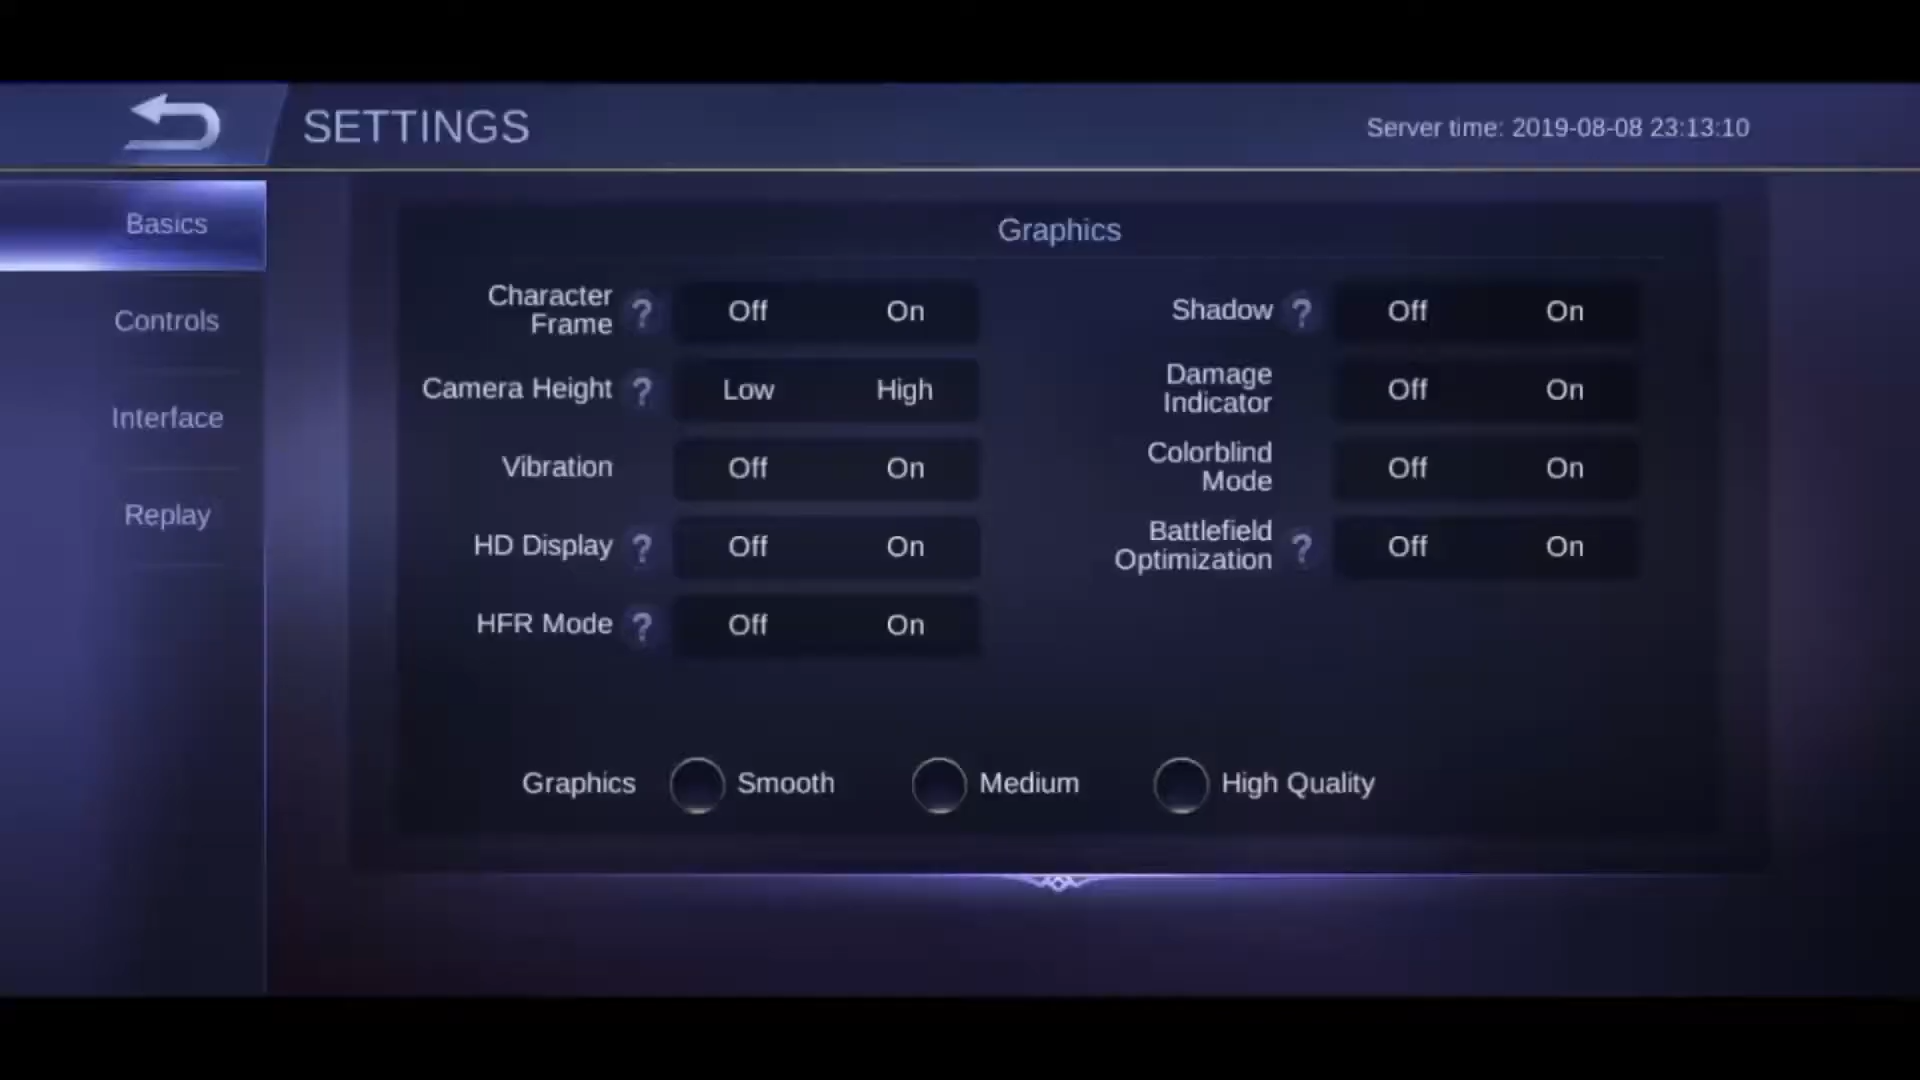 SETTINGS
Server time: 2019-08-08 23:13:10
Basics
Controls
Interface
Replay
Graphics
Character
Frame ? Off On
Camera Height ? Low High
Vibration Off On
HD Display ? Off On
HFR Mode ? Off On
Shadow ? Off On
Damage
Indicator Off On
Colorblind
Mode Off On
Battlefield
Optimization ? Off On
Graphics Smooth Medium High Quality